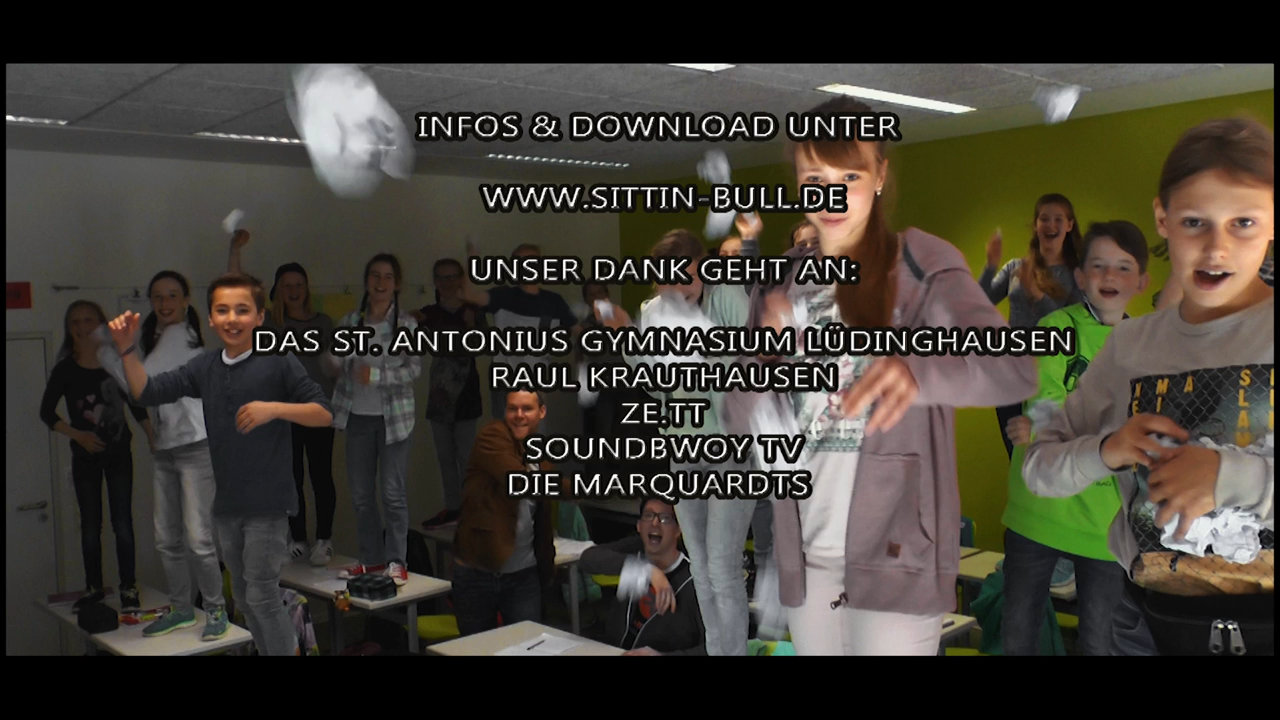 INFOS & DOWNLOAD UNTER
WWW.SITTIN-BULL.DE
UNSER DANK GEHT AN:
DAS ST. ANTONIUS GYMNASIUM LÜDINGHAUSEN
RAUL KRAUTHAUSEN
ZE.TT
SOUNDBWOY TV
DIE MARQUARDTS